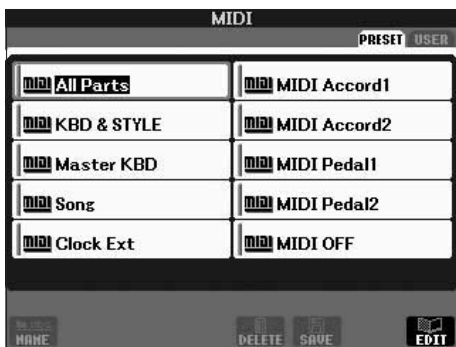 MIDI
PRESET USER
MIDI All Parts
MIDI KBD & STYLE
MIDI Master KBD
MIDI Song
MIDI Clock Ext
MIDI MIDI Accord1
MIDI MIDI Accord2
MIDI MIDI Pedal1
MIDI MIDI Pedal2
MIDI MIDI OFF
NAME DELETE SAVE EDIT